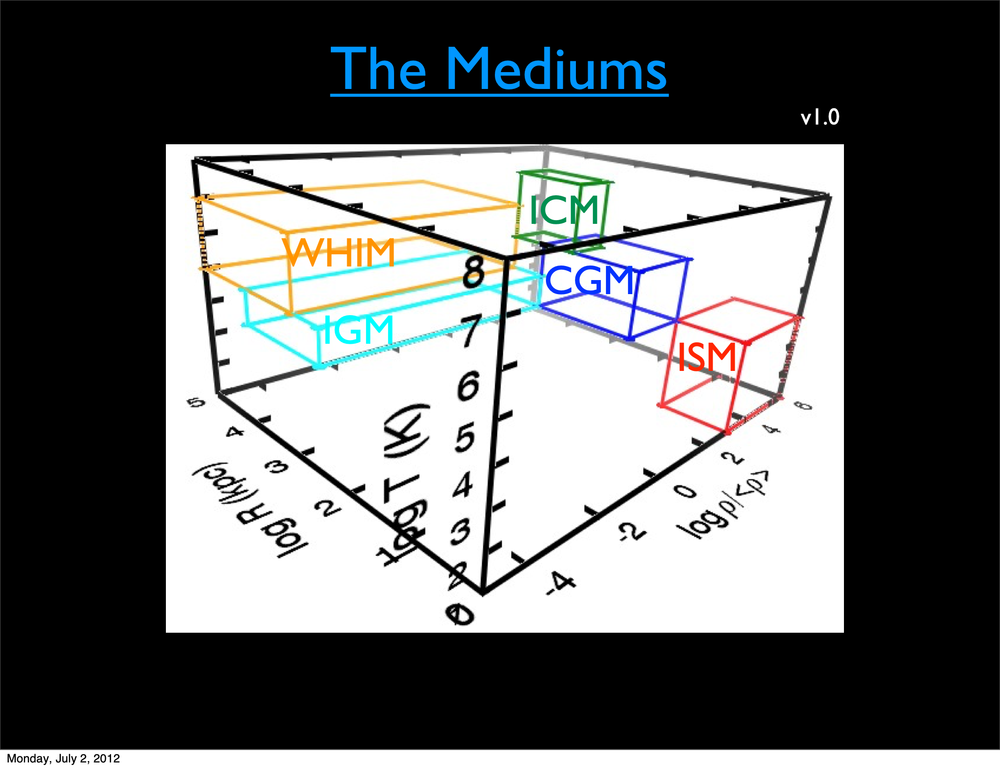 The Mediums
v1.0
ICM
WHIM
CGM
IGM
ISM
8
7
6
5
4
3
2
log T (K)
5
4
3
2
1
0
log R (kpc)
6
4
2
0
-2
-4
log ρ/<ρ>
Monday, July 2, 2012